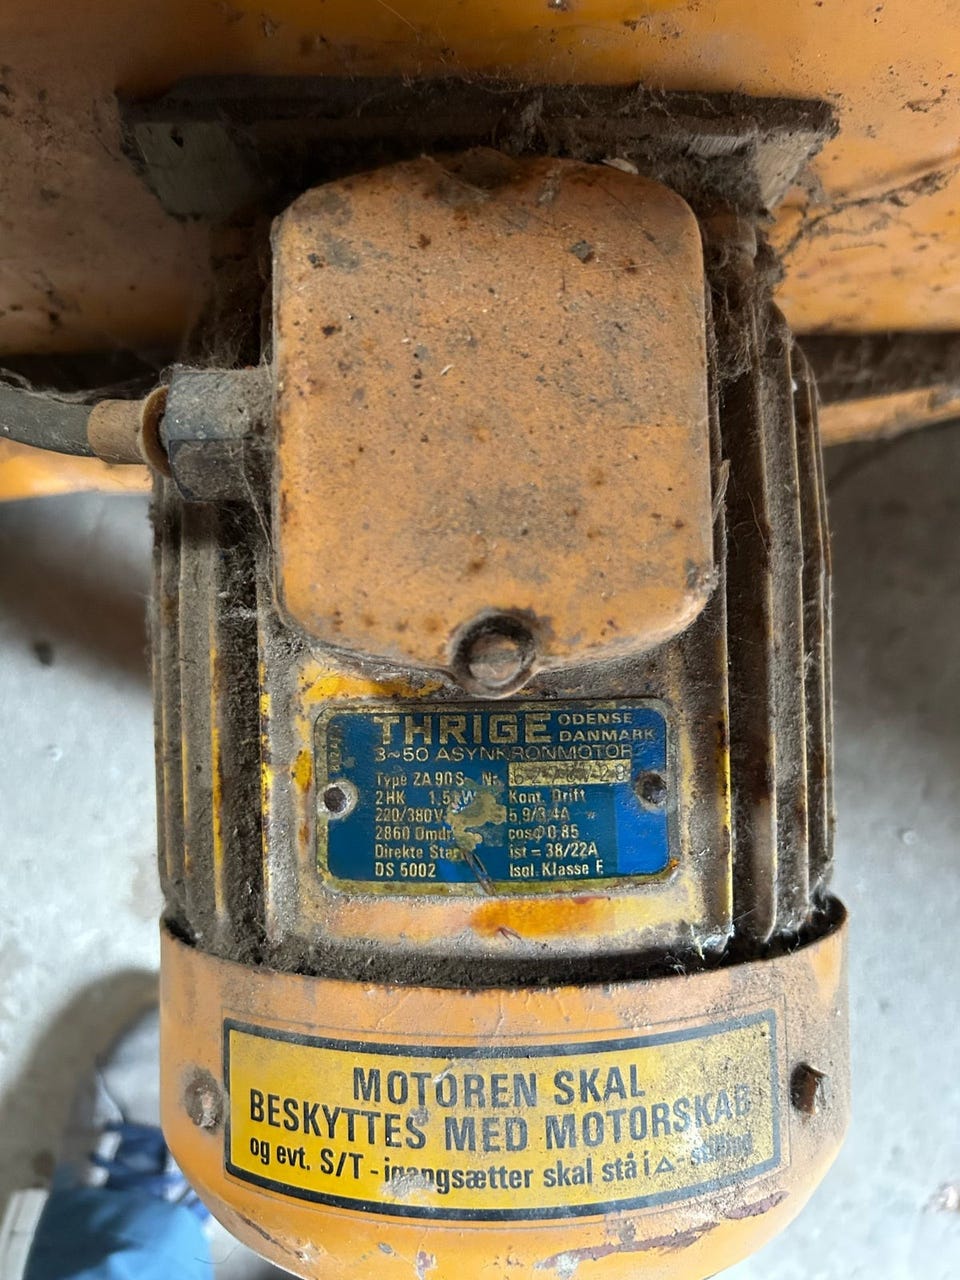 THRIGE ODENSE DANMARK
3~50 ASYNKRONMOTOR
Type ZA 90 S Nr.
2HK 1,5 kW Kont. Drift
220/380V 5,9/3,4A
2860 Omdr. cosφ 0,85
Direkte Start ist = 38/22A
DS 5002 Isol. Klasse E
MOTOREN SKAL
BESKYTTES MED MOTORSKAB
og evt. S/T - igangsætter skal stå i △-stilling